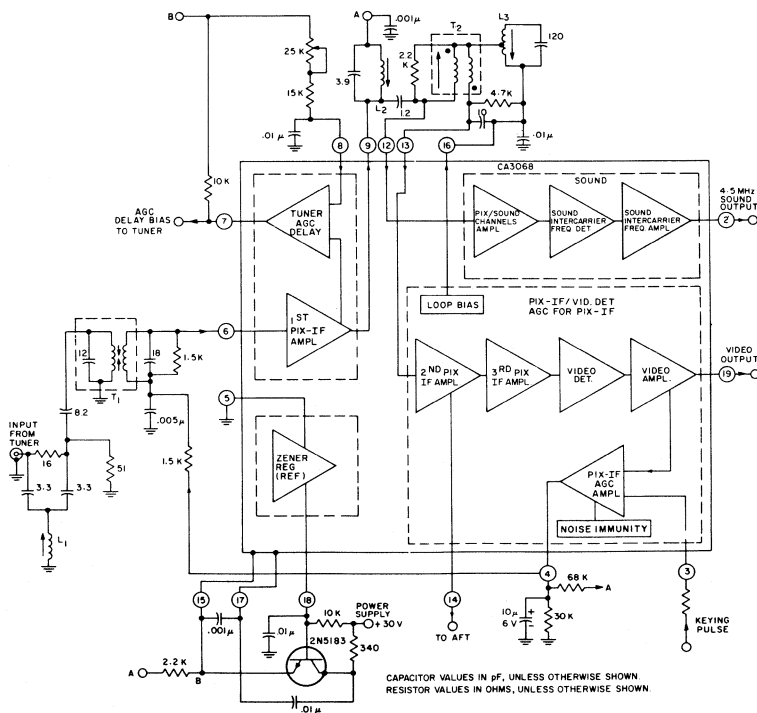 B
A
.001µ
T2
L3
120
25 K
3.9
2.2
K
L2
1.2
15 K
4.7K
10
.01 µ
.01 µ
8
9
12
13
16
CA3068
10 K
SOUND
4.5 MHz
SOUND
OUTPUT
AGC
DELAY BIAS
TO TUNER
7
TUNER
AGC
DELAY
PIX/SOUND
CHANNELS
AMPL
SOUND
INTERCARRIER
FREQ. DET
SOUND
INTERCARRIER
FREQ. AMPL
2
LOOP BIAS
PIX-IF/VID. DET
AGC FOR PIX-IF
6
1ST
PIX-IF
AMPL
12
18
1.5 K
T1
.005µ
2ND PIX
IF AMPL.
3RD PIX
IF AMPL.
VIDEO
DET.
VIDEO
AMPL.
VIDEO
OUTPUT
19
5
8.2
INPUT
FROM
TUNER
16
51
1.5 K
ZENER
REG
(REF)
PIX-IF
AGC
AMPL
3.3
3.3
NOISE IMMUNITY
L1
4
3
15
17
18
14
68 K
A
.001µ
10 K
POWER
SUPPLY
+30V
TO AFT
10µ
6V
+
30 K
KEYING
PULSE
.01µ
2N5183
340
A
2.2 K
B
.01µ
CAPACITOR VALUES IN pF, UNLESS OTHERWISE SHOWN.
RESISTOR VALUES IN OHMS, UNLESS OTHERWISE SHOWN.